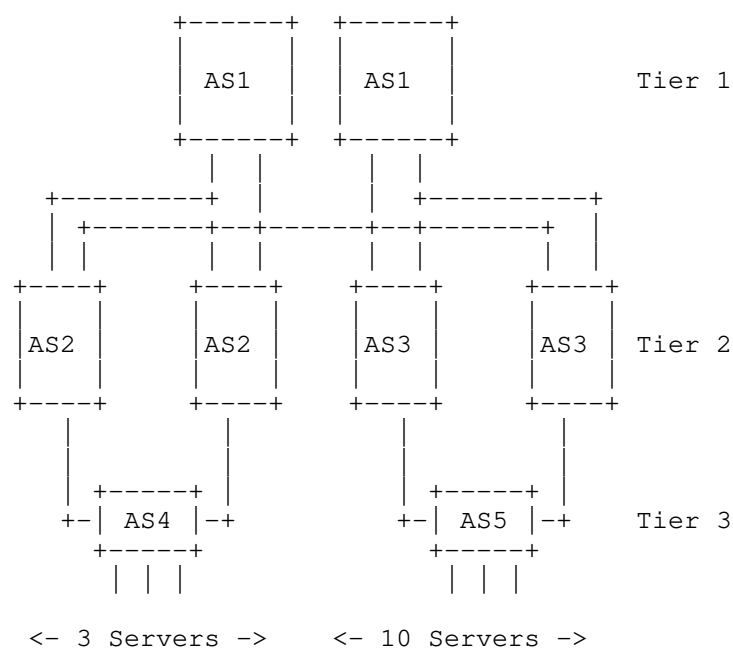 AS1 AS1 Tier 1
AS2 AS2 AS3 AS3 Tier 2
AS4 AS5 Tier 3
<- 3 Servers -> <- 10 Servers ->